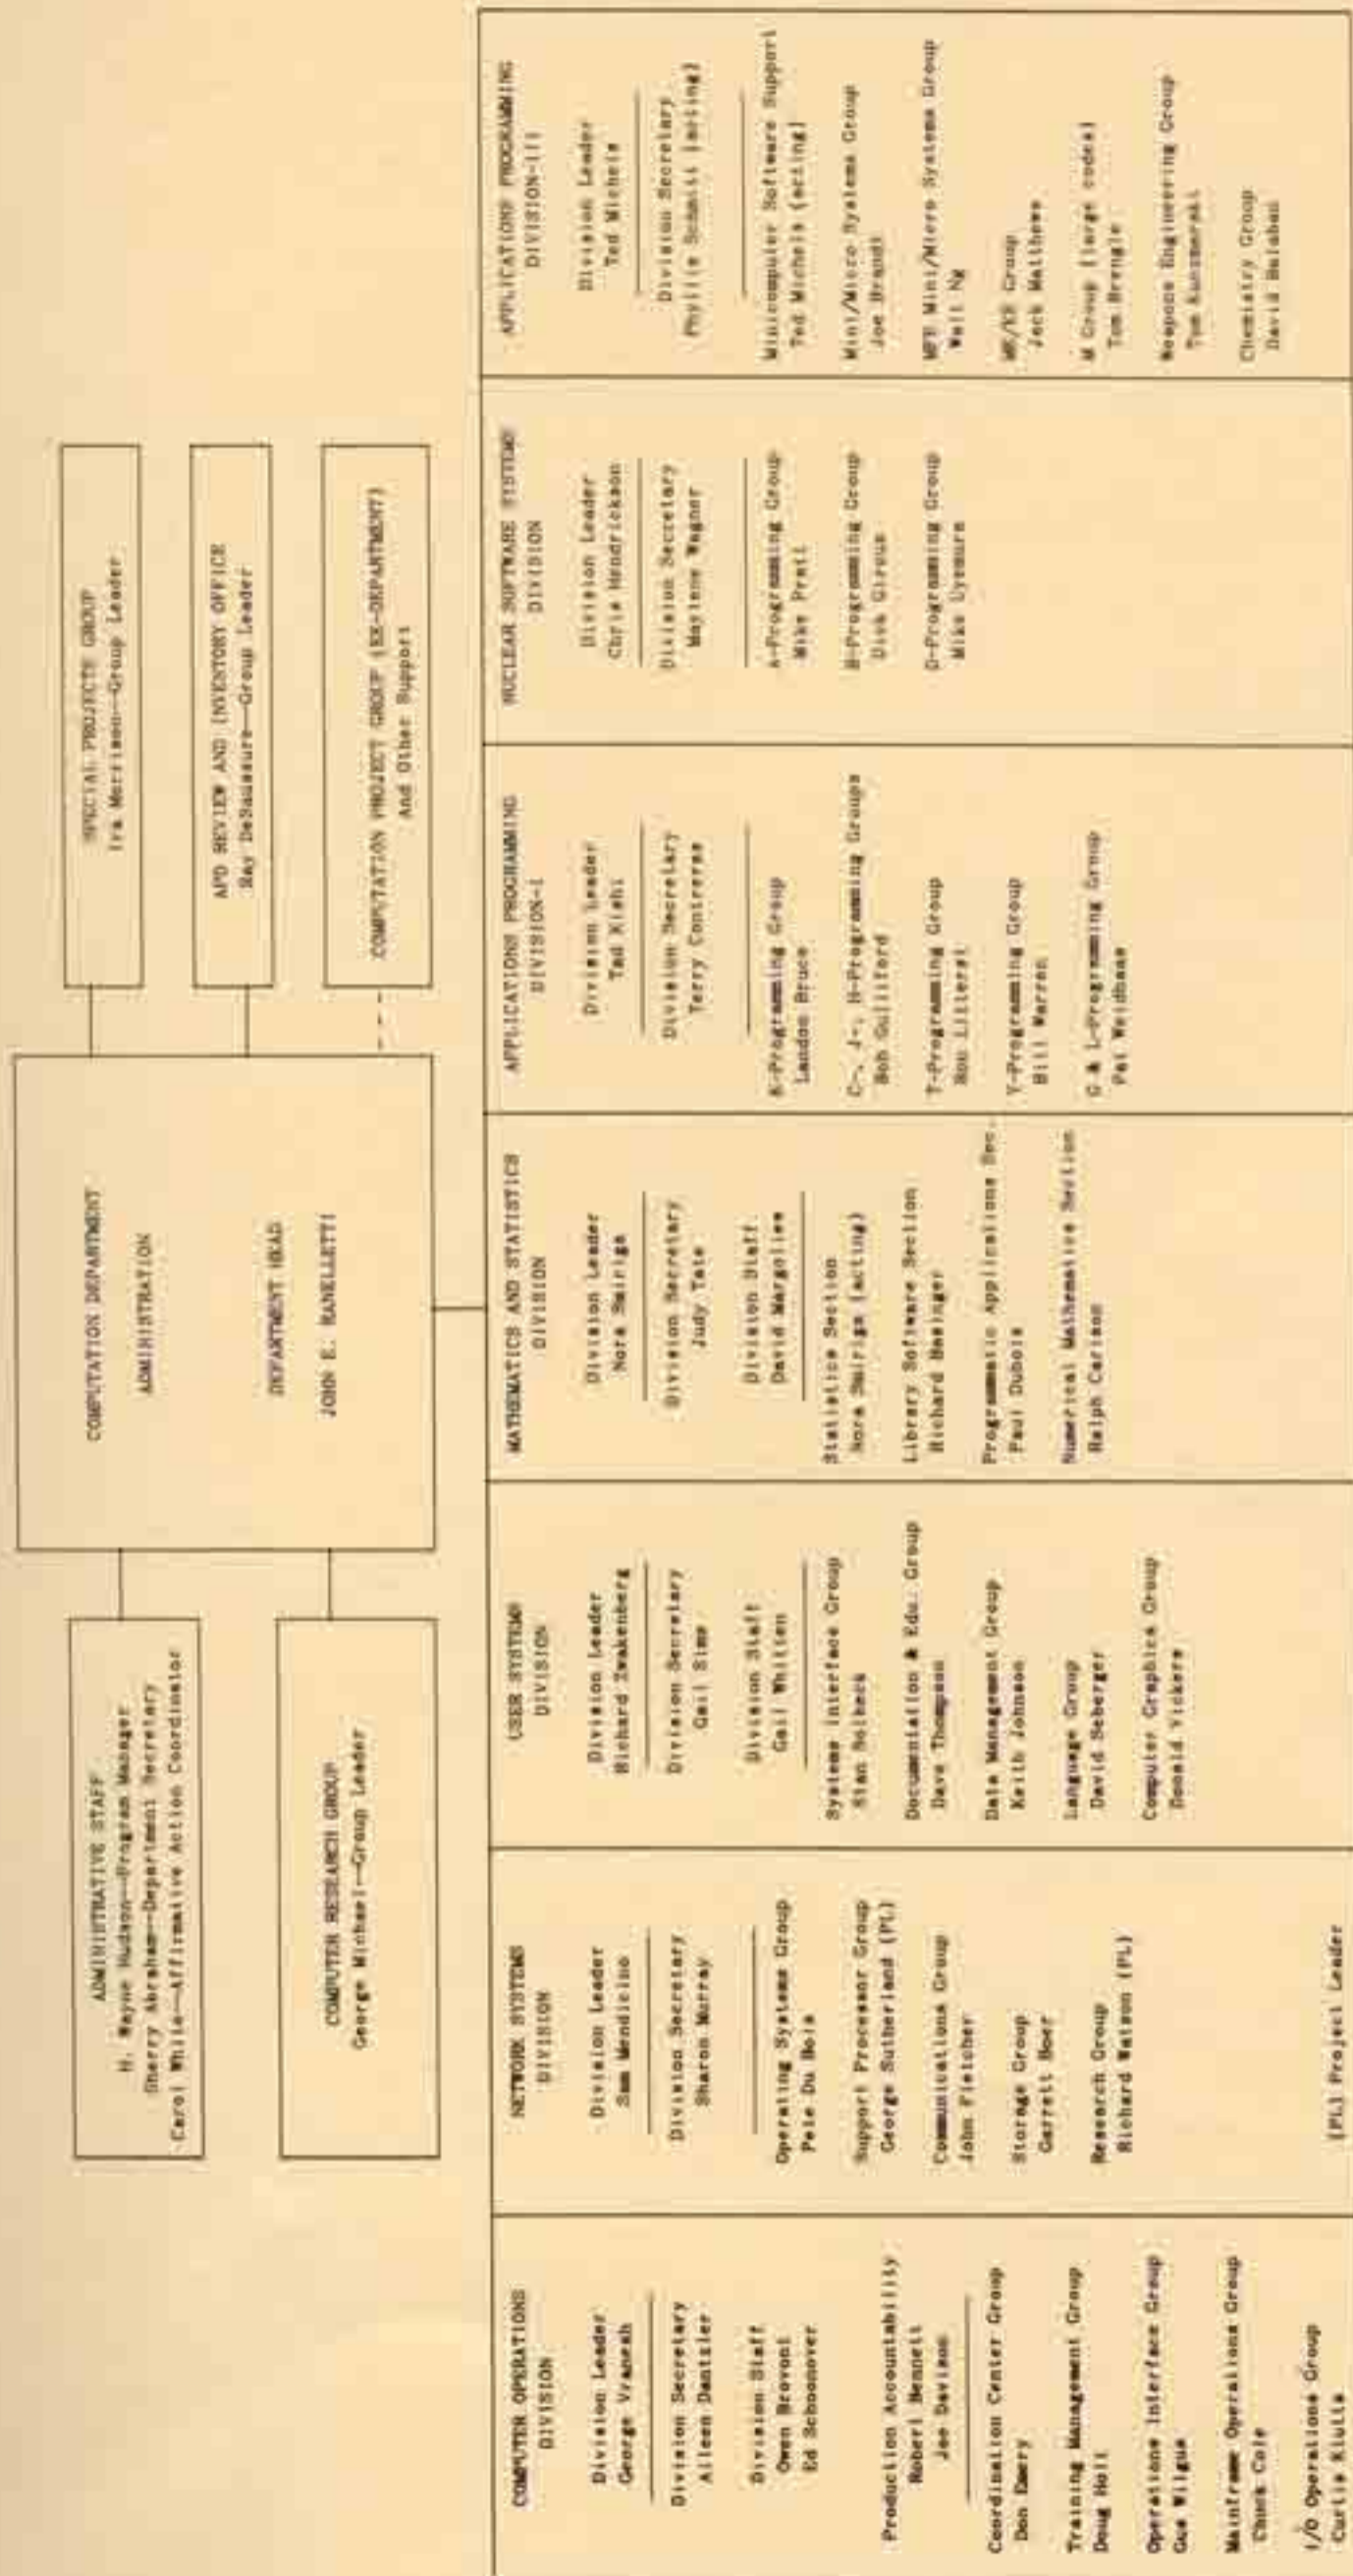 COMPUTATION DEPARTMENT
ADMINISTRATION
DEPARTMENT HEAD
JOHN E. RANELLETTI
ADMINISTRATIVE STAFF
H. Wayne Hudson--Program Manager
Sherry Abraham--Department Secretary
Carol While--Affirmative Action Coordinator
COMPUTER RESEARCH GROUP
George Michael--Group Leader
SPECIAL PROJECTS GROUP
Ira Morrison--Group Leader
APD REVIEW AND INVENTORY OFFICE
Ray DeSaussure--Group Leader
COMPUTATION PROJECT GROUP (EX-DEPARTMENT)
And Other Support
COMPUTER OPERATIONS
DIVISION
Division Leader
George Vranesh
Division Secretary
Aileen Dantzler
Division Staff
Owen Brovont
Ed Schoonover
Production Accountability
Robert Bennett
Joe Davison
Coordination Center Group
Don Emery
Training Management Group
Doug Holt
Operations Interface Group
Gus Wilgus
Mainframe Operations Group
Chuck Cole
I/O Operations Group
Curtis Klutts
NETWORK SYSTEMS
DIVISION
Division Leader
Sam Mendicino
Division Secretary
Sharon Murray
Operating Systems Group
Pete Du Bois
Support Processor Group
George Sutherland (PL)
Communications Group
John Fletcher
Storage Group
Garrett Boer
Research Group
Richard Watson (PL)
(PL) Project Leader
USER SYSTEMS
DIVISION
Division Leader
Richard Zwakenberg
Division Secretary
Gail Sims
Division Staff
Gail Whitten
Systems Interface Group
Stan Solbeck
Documentation & Edu. Group
Dave Thompson
Data Management Group
Keith Johnson
Language Group
David Seberger
Computer Graphics Group
Donald Vickers
MATHEMATICS AND STATISTICS
DIVISION
Division Leader
Nora Smiriga
Division Secretary
Judy Tate
Division Staff
David Margolies
Statistics Section
Nora Smiriga (acting)
Library Software Section
Richard Basinger
Programmatic Applications Sec.
Paul Dubois
Numerical Mathematics Section
Ralph Carlson
APPLICATIONS PROGRAMMING
DIVISION-I
Division Leader
Tad Kishi
Division Secretary
Terry Contreras
K-Programming Group
Landon Bruce
C-, J-, H-Programming Groups
Bob Gulliford
T-Programming Group
Ron Litterst
Y-Programming Group
Bill Warren
G & L-Programming Group
Pat Weidhaas
NUCLEAR SOFTWARE SYSTEMS
DIVISION
Division Leader
Chris Hendrickson
Division Secretary
Maylene Wagner
A-Programming Group
Mike Pratt
B-Programming Group
Dick Giroux
D-Programming Group
Mike Uyemura
APPLICATIONS PROGRAMMING
DIVISION-III
Division Leader
Ted Michels
Division Secretary
Phyllis Schmitt (acting)
Minicomputer Software Support
Ted Michels (acting)
Mini/Micro Systems Group
Joe Brandt
MFE Mini/Micro Systems Group
Walt Ng
Group
Jack Matthews
M Group (large codes)
Tom Brengle
Weapons Engineering Group
Tom
Chemistry Group
David Balaban